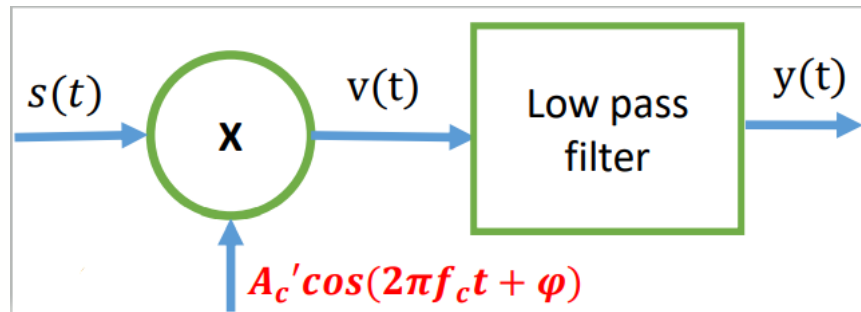 s(t)
X
v(t)
Low pass
filter
y(t)
A_c'cos(2πf_ct + φ)